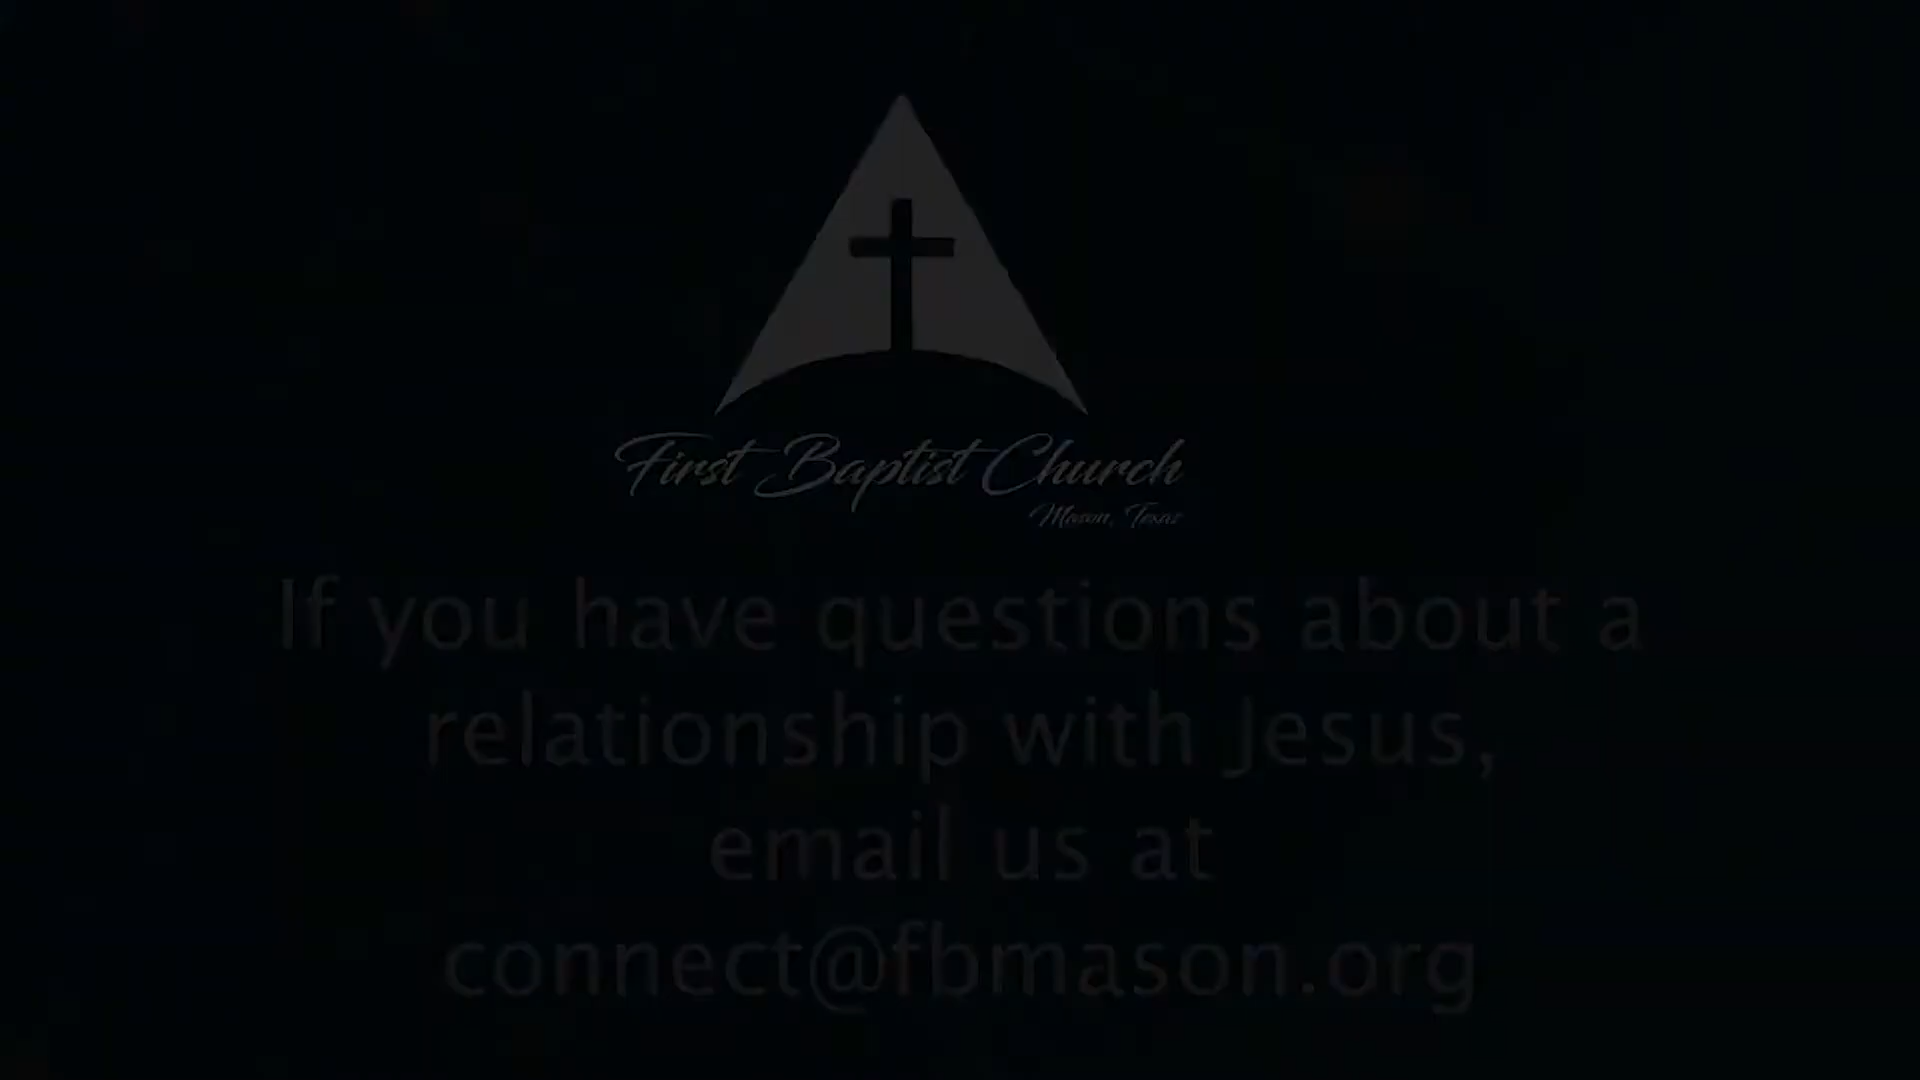 First Baptist Church
Mason, Texas
If you have questions about a
relationship with Jesus,
email us at
connect@fbmason.org